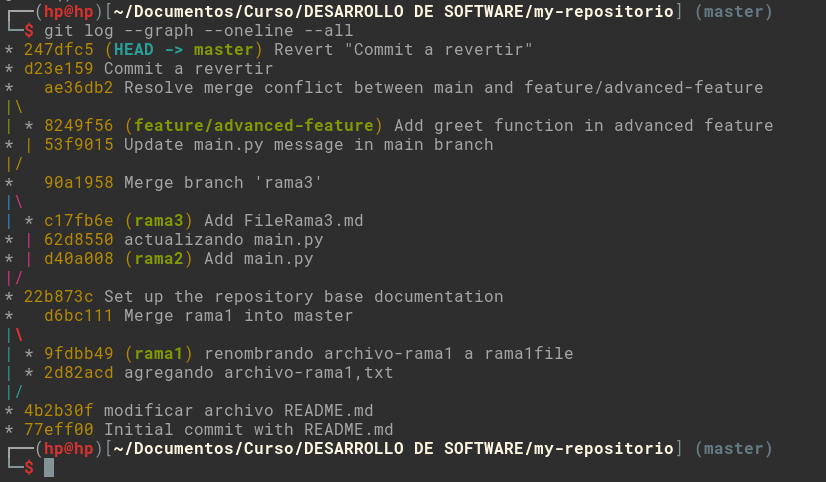 ┌──(hp@hp)[~/Documentos/Curso/DESARROLLO DE SOFTWARE/my-repositorio] (master)
└─$ git log --graph --oneline --all
* 247dfc5 (HEAD -> master) Revert "Commit a revertir"
* d23e159 Commit a revertir
*   ae36db2 Resolve merge conflict between main and feature/advanced-feature
|\
| * 8249f56 (feature/advanced-feature) Add greet function in advanced feature
* | 53f9015 Update main.py message in main branch
|/
*   90a1958 Merge branch 'rama3'
|\
| * c17fb6e (rama3) Add FileRama3.md
* | 62d8550 actualizando main.py
* | d40a008 (rama2) Add main.py
|/
* 22b873c Set up the repository base documentation
*   d6bc111 Merge rama1 into master
|\
| * 9fdbb49 (rama1) renombrando archivo-rama1 a rama1file
| * 2d82acd agregando archivo-rama1,txt
|/
* 4b2b30f modificar archivo README.md
* 77eff00 Initial commit with README.md
┌──(hp@hp)[~/Documentos/Curso/DESARROLLO DE SOFTWARE/my-repositorio] (master)
└─$